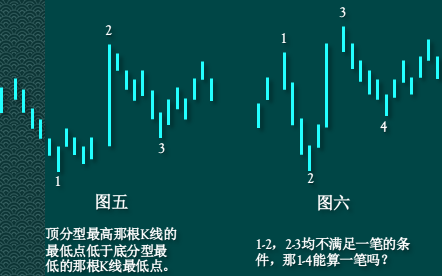 2
1
3
图五
顶分型最高那根K线的
最低点低于底分型最
低的那根K线最低点。
3
1
2
4
图六
1-2，2-3均不满足一笔的条
件，那1-4能算一笔吗？